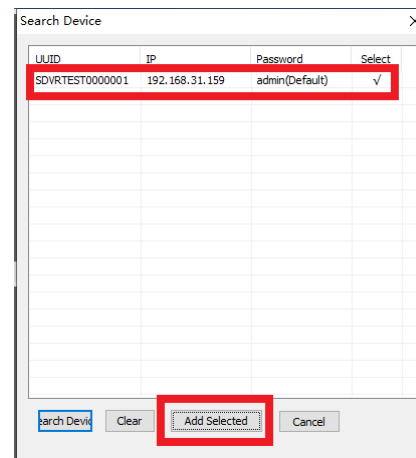 Search Device
UUID IP Password Select
SDVRTEST0000001 192.168.31.159 admin(Default) √
earch Devic Clear Add Selected Cancel